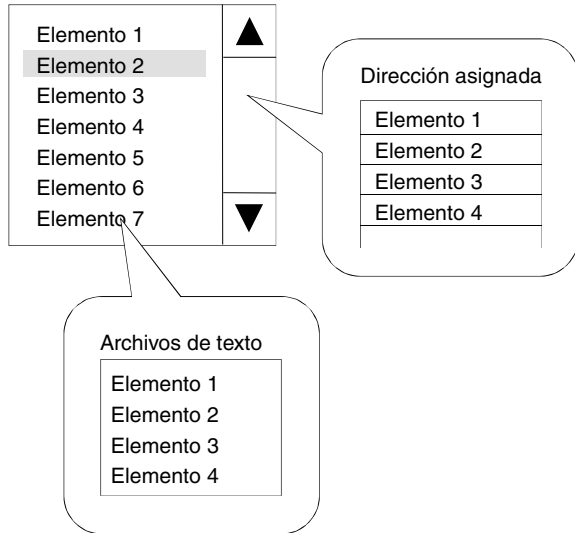 Elemento 1
Elemento 2
Elemento 3
Elemento 4
Elemento 5
Elemento 6
Elemento 7
Dirección asignada
Elemento 1
Elemento 2
Elemento 3
Elemento 4
Archivos de texto
Elemento 1
Elemento 2
Elemento 3
Elemento 4